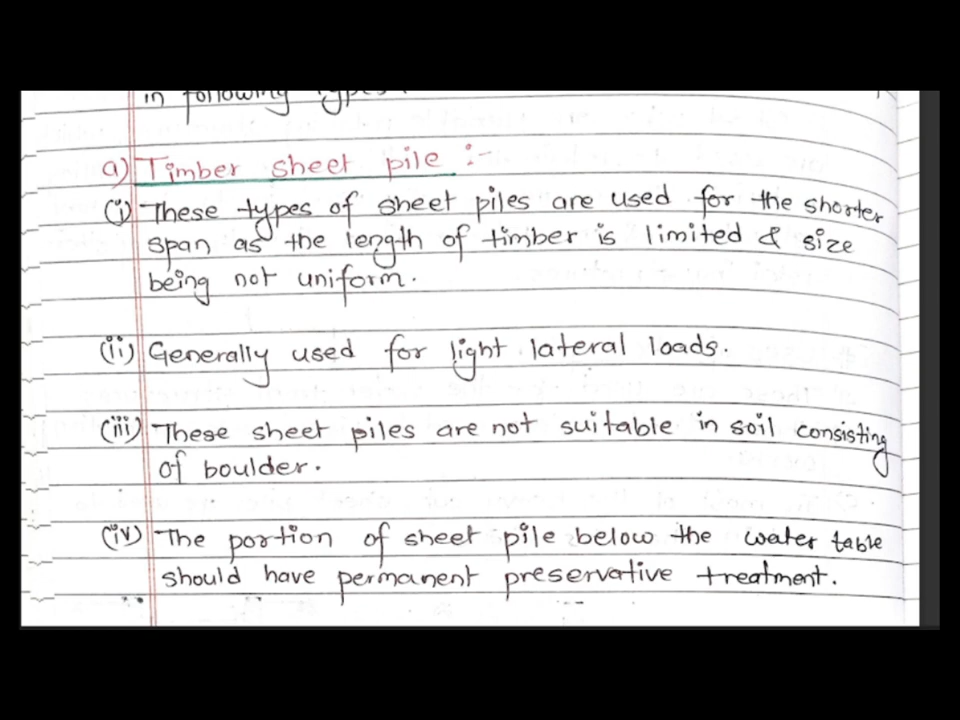 in following types :
a) Timber sheet pile :-
(i) These types of sheet piles are used for the shorter
span as the length of timber is limited & size
being not uniform.
(ii) Generally used for light lateral loads.
(iii) These sheet piles are not suitable in soil consisting
of boulder.
(iv) The portion of sheet pile below the water table
should have permanent preservative treatment.